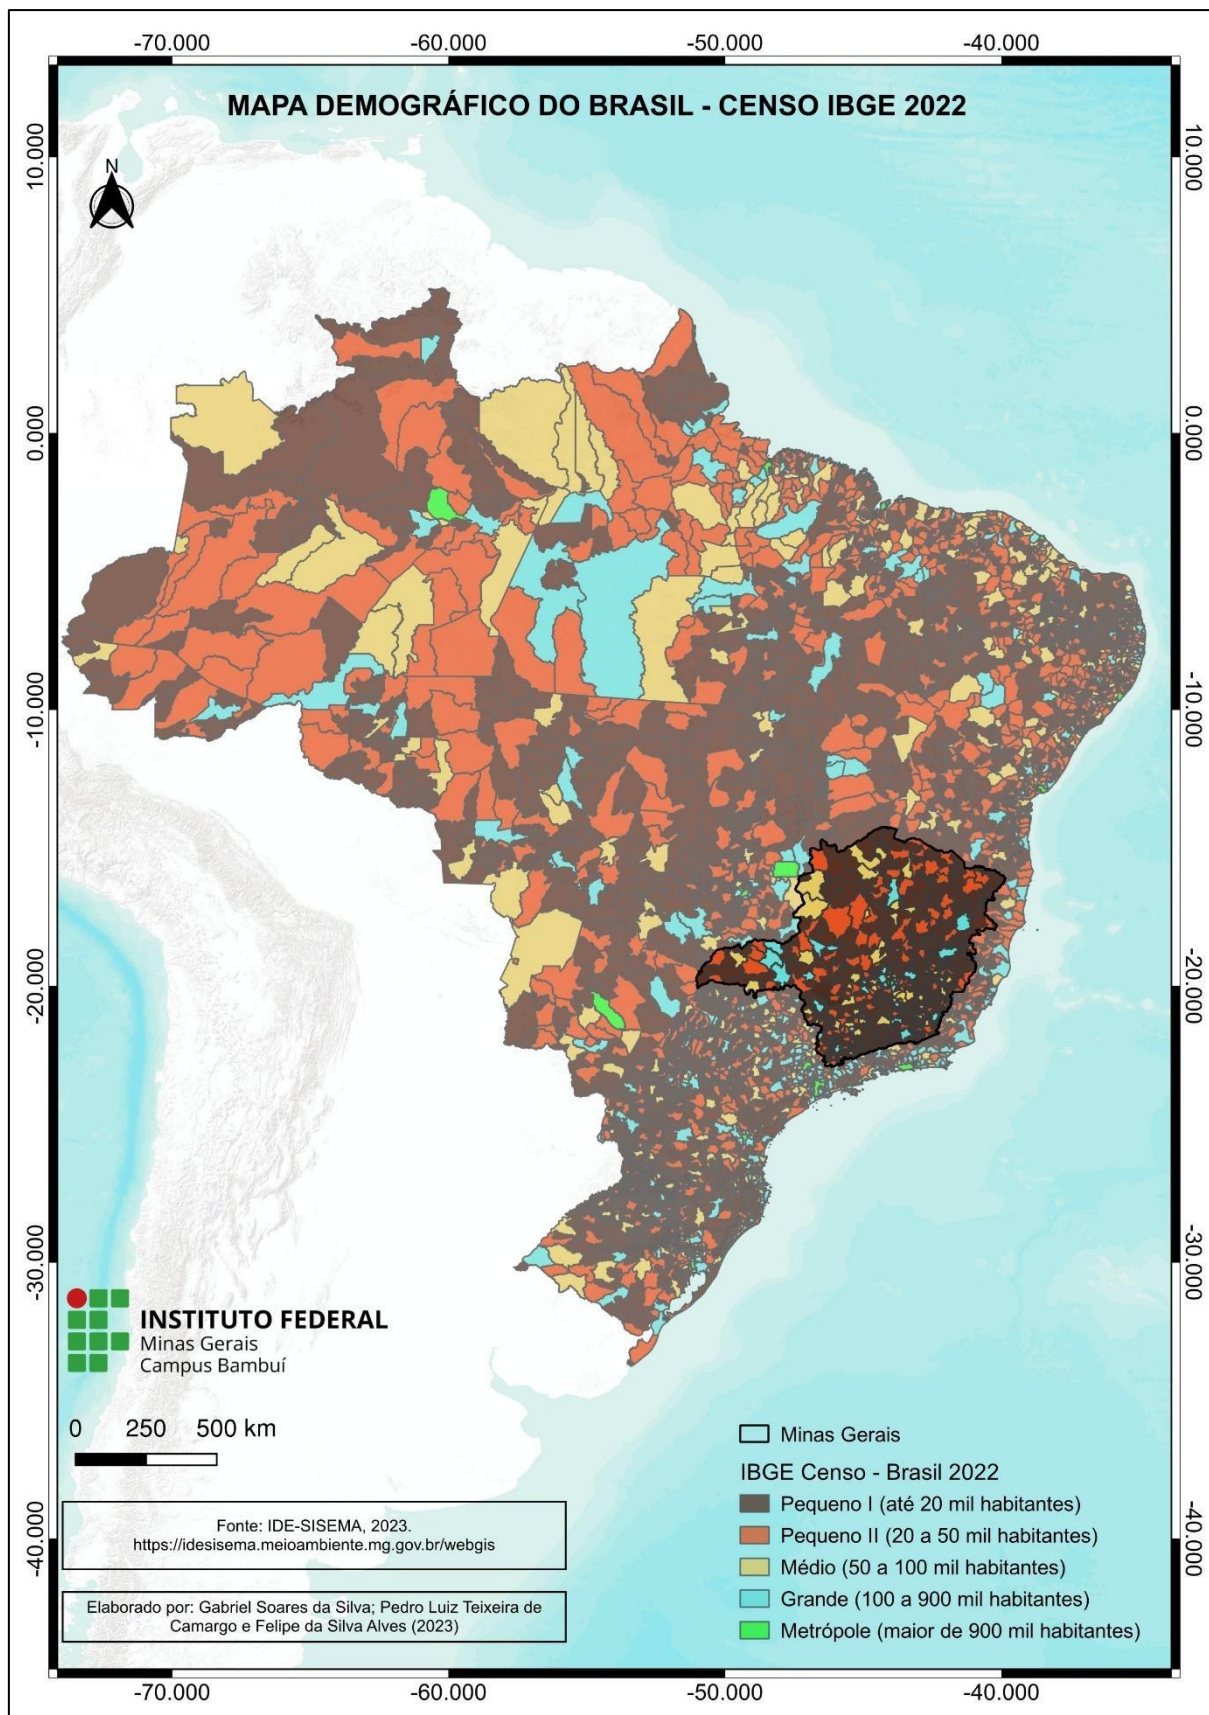 -70.000 -60.000 -50.000 -40.000
MAPA DEMOGRÁFICO DO BRASIL - CENSO IBGE 2022
N
10.000
0.000
-10.000
-20.000
-30.000
-40.000
10.000
0.000
-10.000
-20.000
-30.000
-40.000
INSTITUTO FEDERAL
Minas Gerais
Campus Bambuí
0 250 500 km
Fonte: IDE-SISEMA, 2023.
https://idesisema.meioambiente.mg.gov.br/webgis
Elaborado por: Gabriel Soares da Silva; Pedro Luiz Teixeira de
Camargo e Felipe da Silva Alves (2023)
Minas Gerais
IBGE Censo - Brasil 2022
Pequeno I (até 20 mil habitantes)
Pequeno II (20 a 50 mil habitantes)
Médio (50 a 100 mil habitantes)
Grande (100 a 900 mil habitantes)
Metrópole (maior de 900 mil habitantes)
-70.000 -60.000 -50.000 -40.000